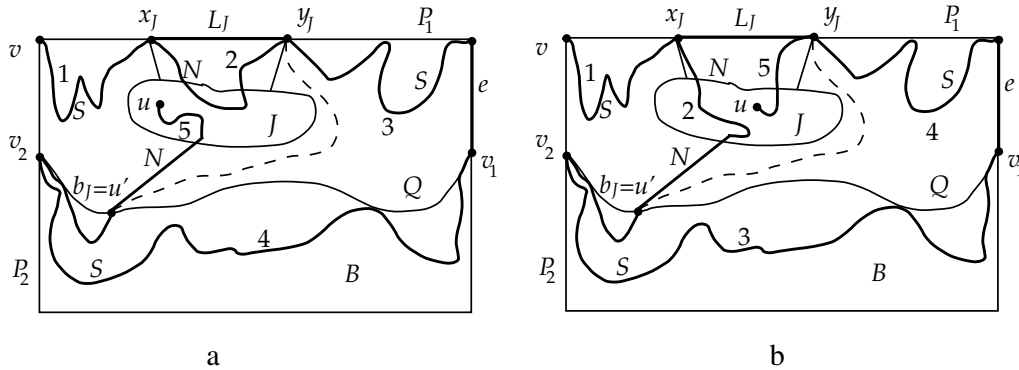 x_J L_J y_J P_1
v 1 S N 2 S e
u J 3
5
v_2 N v_1
b_J=u' Q
4
P_2 S B
a
x_J L_J y_J P_1
v 1 S N 5 S e
2 u J 4
v_2 N v_1
b_J=u' Q
3
P_2 S B
b